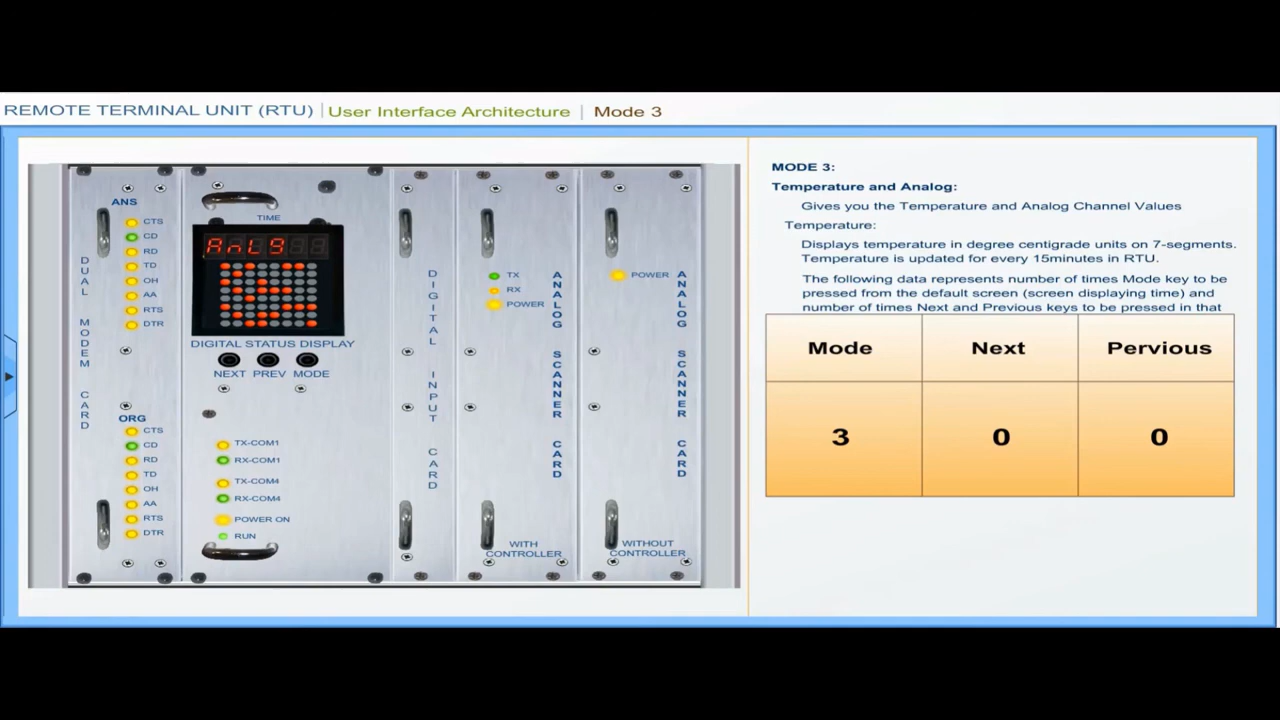 REMOTE TERMINAL UNIT (RTU) | User Interface Architecture | Mode 3
ANS
CTS
CD
RD
TD
OH
AA
RTS
DTR
DUAL MODEM CARD
ORG
CTS
CD
RD
TD
OH
AA
RTS
DTR
TIME
AnL9
DIGITAL STATUS DISPLAY
NEXT PREV MODE
TX-COM1
RX-COM1
TX-COM4
RX-COM4
POWER ON
RUN
DIGITAL INPUT CARD
TX
RX
POWER
ANALOG SCANNER CARD
WITH
CONTROLLER
POWER
ANALOG SCANNER CARD
WITHOUT
CONTROLLER
MODE 3:
Temperature and Analog:
Gives you the Temperature and Analog Channel Values
Temperature:
Displays temperature in degree centigrade units on 7-segments.
Temperature is updated for every 15minutes in RTU.
The following data represents number of times Mode key to be
pressed from the default screen (screen displaying time) and
number of times Next and Previous keys to be pressed in that
Mode Next Pervious
3 0 0